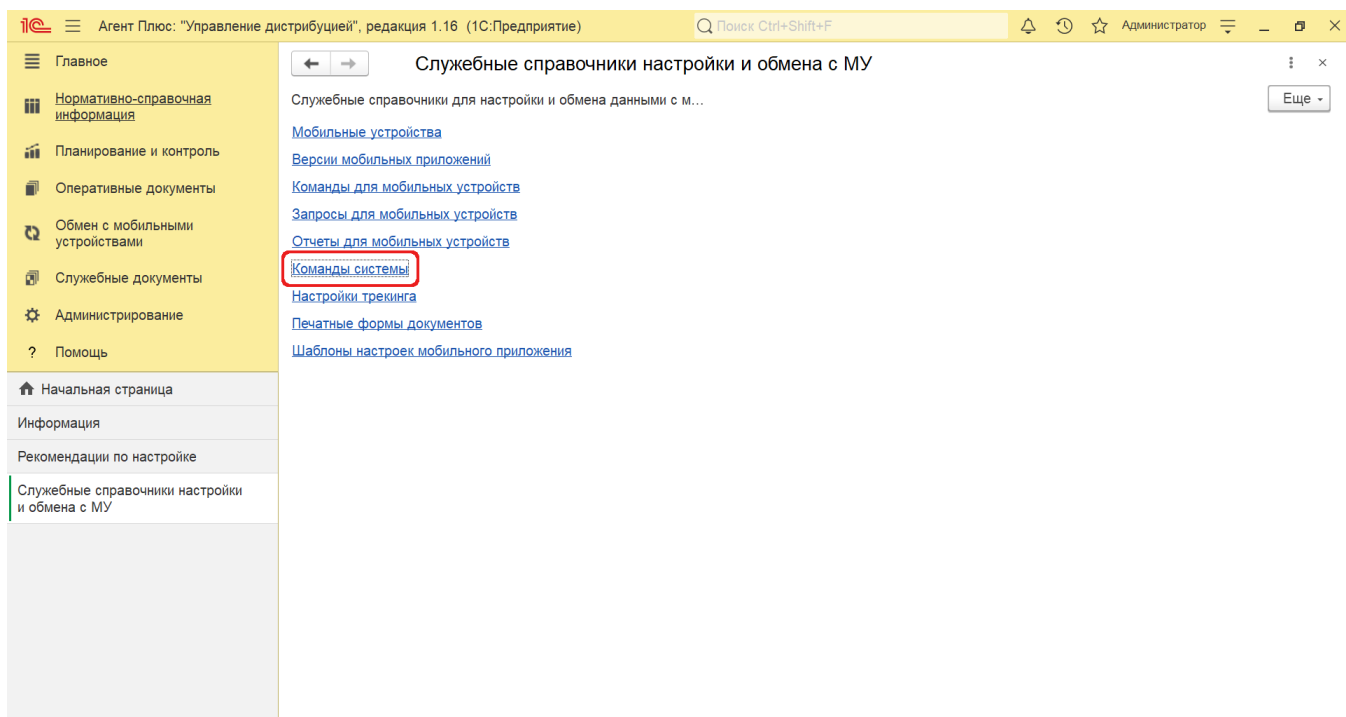 1C Агент Плюс: "Управление дистрибуцией", редакция 1.16 (1С:Предприятие) Поиск Ctrl+Shift+F Администратор
Главное
Нормативно-справочная
информация
Планирование и контроль
Оперативные документы
Обмен с мобильными
устройствами
Служебные документы
Администрирование
? Помощь
Начальная страница
Информация
Рекомендации по настройке
Служебные справочники настройки
и обмена с МУ
Служебные справочники настройки и обмена с МУ
Служебные справочники для настройки и обмена данными с м...
Еще
Мобильные устройства
Версии мобильных приложений
Команды для мобильных устройств
Запросы для мобильных устройств
Отчеты для мобильных устройств
Команды системы
Настройки трекинга
Печатные формы документов
Шаблоны настроек мобильного приложения